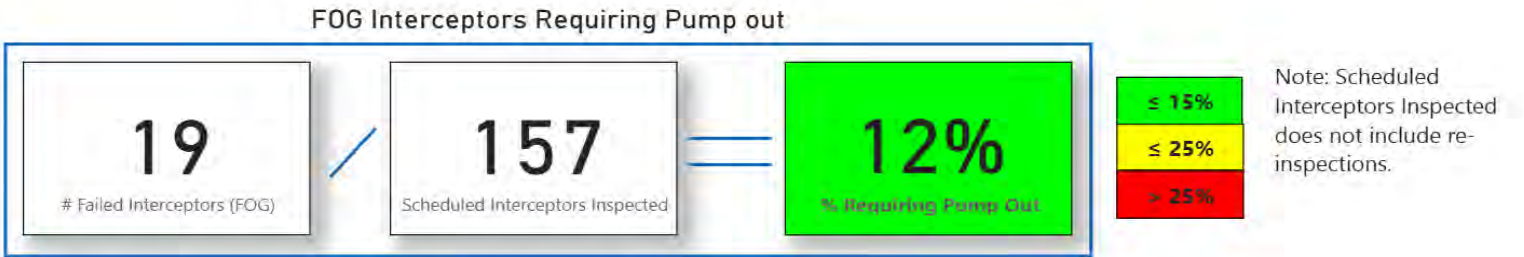 FOG Interceptors Requiring Pump out
19
# Failed Interceptors (FOG)
/
157
Scheduled Interceptors Inspected
=
12%
% Requiring Pump Out
≤ 15%
≤ 25%
> 25%
Note: Scheduled
Interceptors Inspected
does not include re-
inspections.